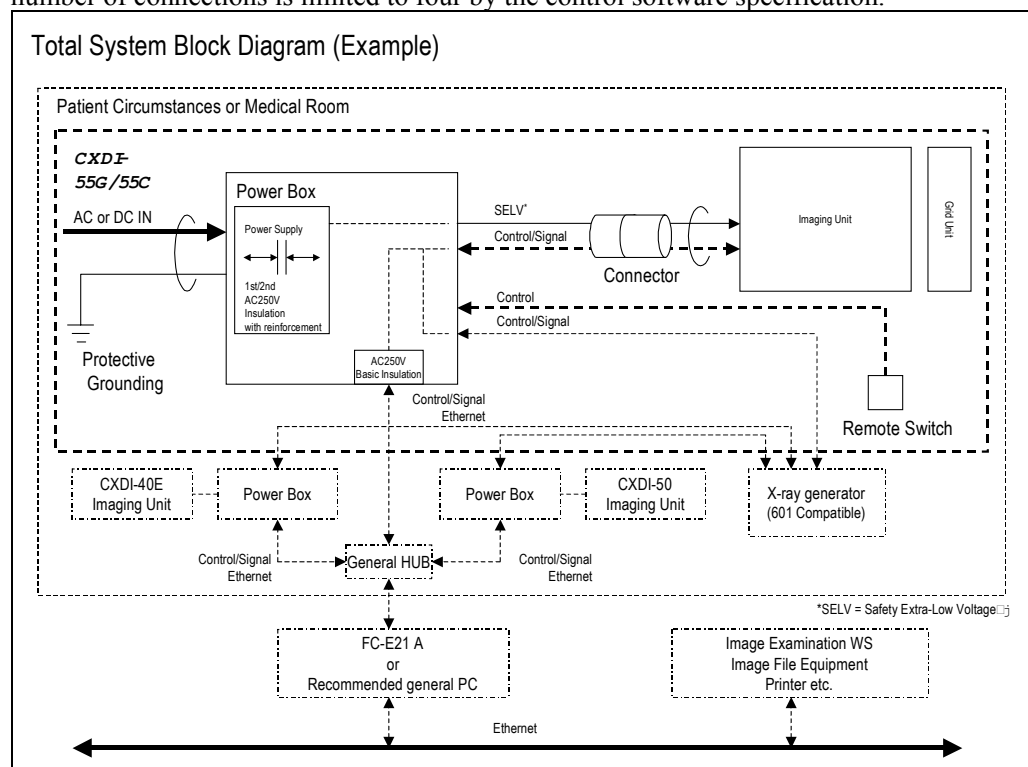 number of connections is limited to four by the control software specification.
Total System Block Diagram (Example)
Patient Circumstances or Medical Room
CXDI-
55G/55C
AC or DC IN
Power Box
Power Supply
1st/2nd
AC250V
Insulation
with reinforcement
SELV*
Control/Signal
Connector
Imaging Unit
Grid Unit
Control
Control/Signal
Protective
Grounding
AC250V
Basic Insulation
Control/Signal
Ethernet
Remote Switch
CXDI-40E
Imaging Unit
Power Box
Power Box
CXDI-50
Imaging Unit
X-ray generator
(601 Compatible)
Control/Signal
Ethernet
General HUB
Control/Signal
Ethernet
*SELV = Safety Extra-Low Voltage□j
FC-E21 A
or
Recommended general PC
Image Examination WS
Image File Equipment
Printer etc.
Ethernet